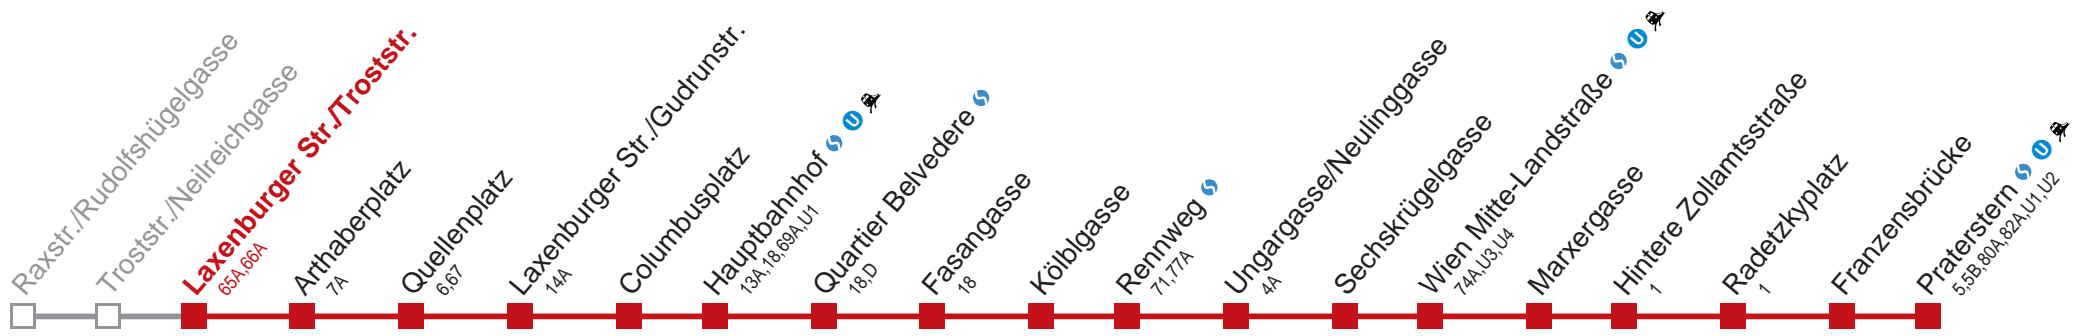 Raxstr./Rudolfshügelgasse
Troststr./Neilreichgasse
Laxenburger Str./Troststr.
65A,66A
Arthaberplatz
7A
Quellenplatz
6,67
Laxenburger Str./Gudrunstr.
14A
Columbusplatz
Hauptbahnhof S U
13A,18,69A,U1
Quartier Belvedere S
18,D
Fasangasse
18
Kölblgasse
Rennweg S
71,77A
Ungargasse/Neulinggasse
4A
Sechskrügelgasse
Wien Mitte-Landstraße S U
74A,U3,U4
Marxergasse
Hintere Zollamtsstraße
1
Radetzkyplatz
1
Franzensbrücke
Praterstern S U
5,5B,80A,82A,U1,U2